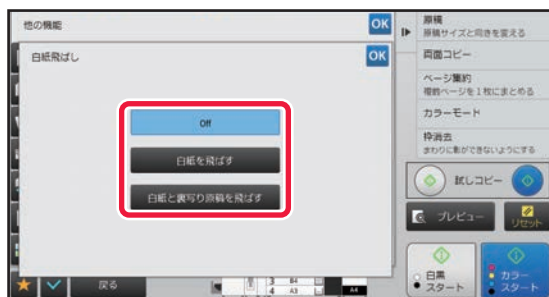 他の機能
OK
白紙飛ばし
OK
Off
白紙を飛ばす
白紙と裏写り原稿を飛ばす
戻る
3 B4
4 A3
A4
原稿
原稿サイズと向きを変える
両面コピー
ページ集約
複数ページを1枚にまとめる
カラーモード
枠消去
まわりに影ができないようにする
試しコピー
プレビュー
リセット
白黒
スタート
カラー
スタート